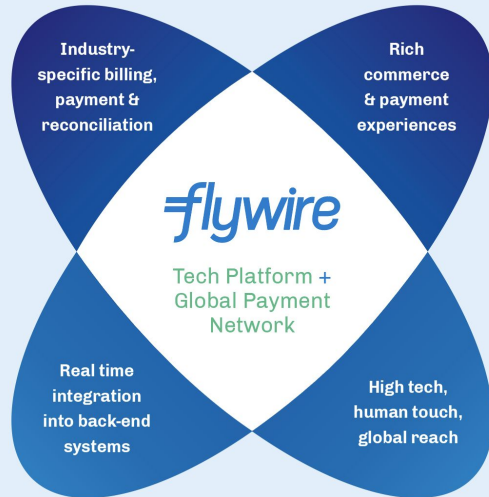 Industry-
specific billing,
payment &
reconciliation
Rich
commerce
& payment
experiences
flywire
Tech Platform +
Global Payment
Network
Real time
integration
into back-end
systems
High tech,
human touch,
global reach